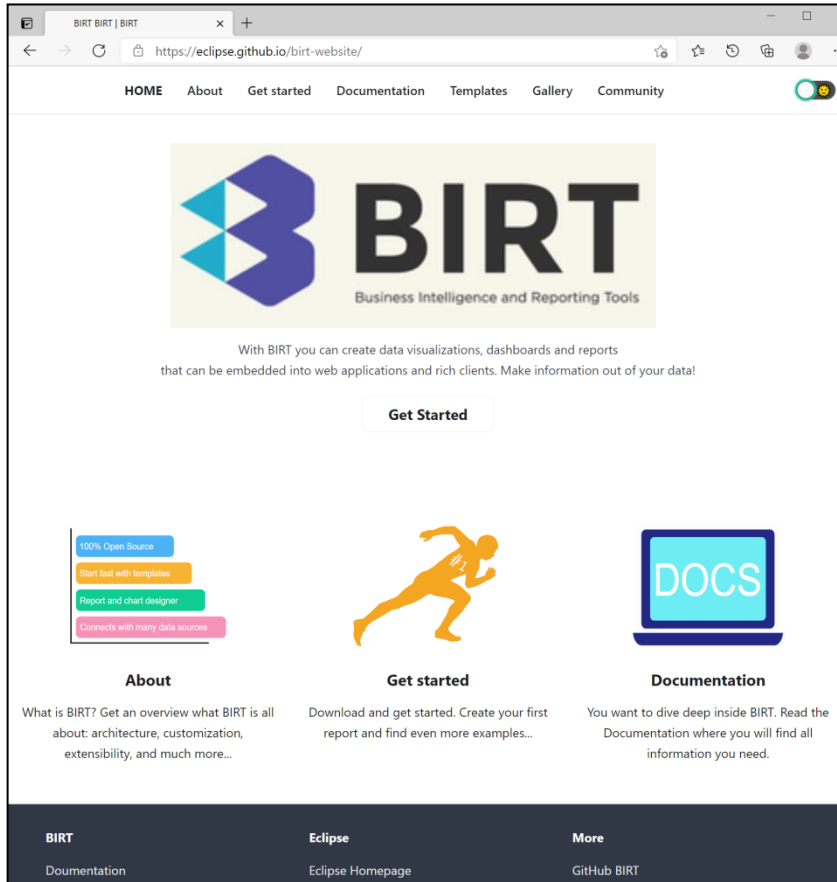 BIRT BIRT | BIRT
https://eclipse.github.io/birt-website/
HOME About Get started Documentation Templates Gallery Community
BIRT
Business Intelligence and Reporting Tools
With BIRT you can create data visualizations, dashboards and reports
that can be embedded into web applications and rich clients. Make information out of your data!
Get Started
100% Open Source
Start fast with templates
Report and chart designer
Connects with many data sources
#1
DOCS
About
What is BIRT? Get an overview what BIRT is all
about: architecture, customization,
extensibility, and much more...
Get started
Download and get started. Create your first
report and find even more examples...
Documentation
You want to dive deep inside BIRT. Read the
Documentation where you will find all
information you need.
BIRT
Doumentation
Eclipse
Eclipse Homepage
More
GitHub BIRT